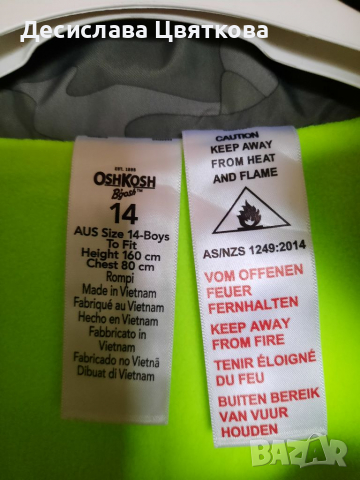 Десислава Цвяткова
EST. 1895
OSHKOSH
B'gosh™
14
AUS Size 14-Boys
To Fit
Height 160 cm
Chest 80 cm
Rompi
Made in Vietnam
Fabriqué au Vietnam
Hecho en Vietnam
Fabbricato in
Vietnam
Fabricado no Vietnã
Dibuat di Vietnam
CAUTION
KEEP AWAY
FROM HEAT
AND FLAME
AS/NZS 1249:2014
VOM OFFENEN
FEUER
FERNHALTEN
KEEP AWAY
FROM FIRE
TENIR ÉLOIGNÉ
DU FEU
BUITEN BEREIK
VAN VUUR
HOUDEN
BAZAR